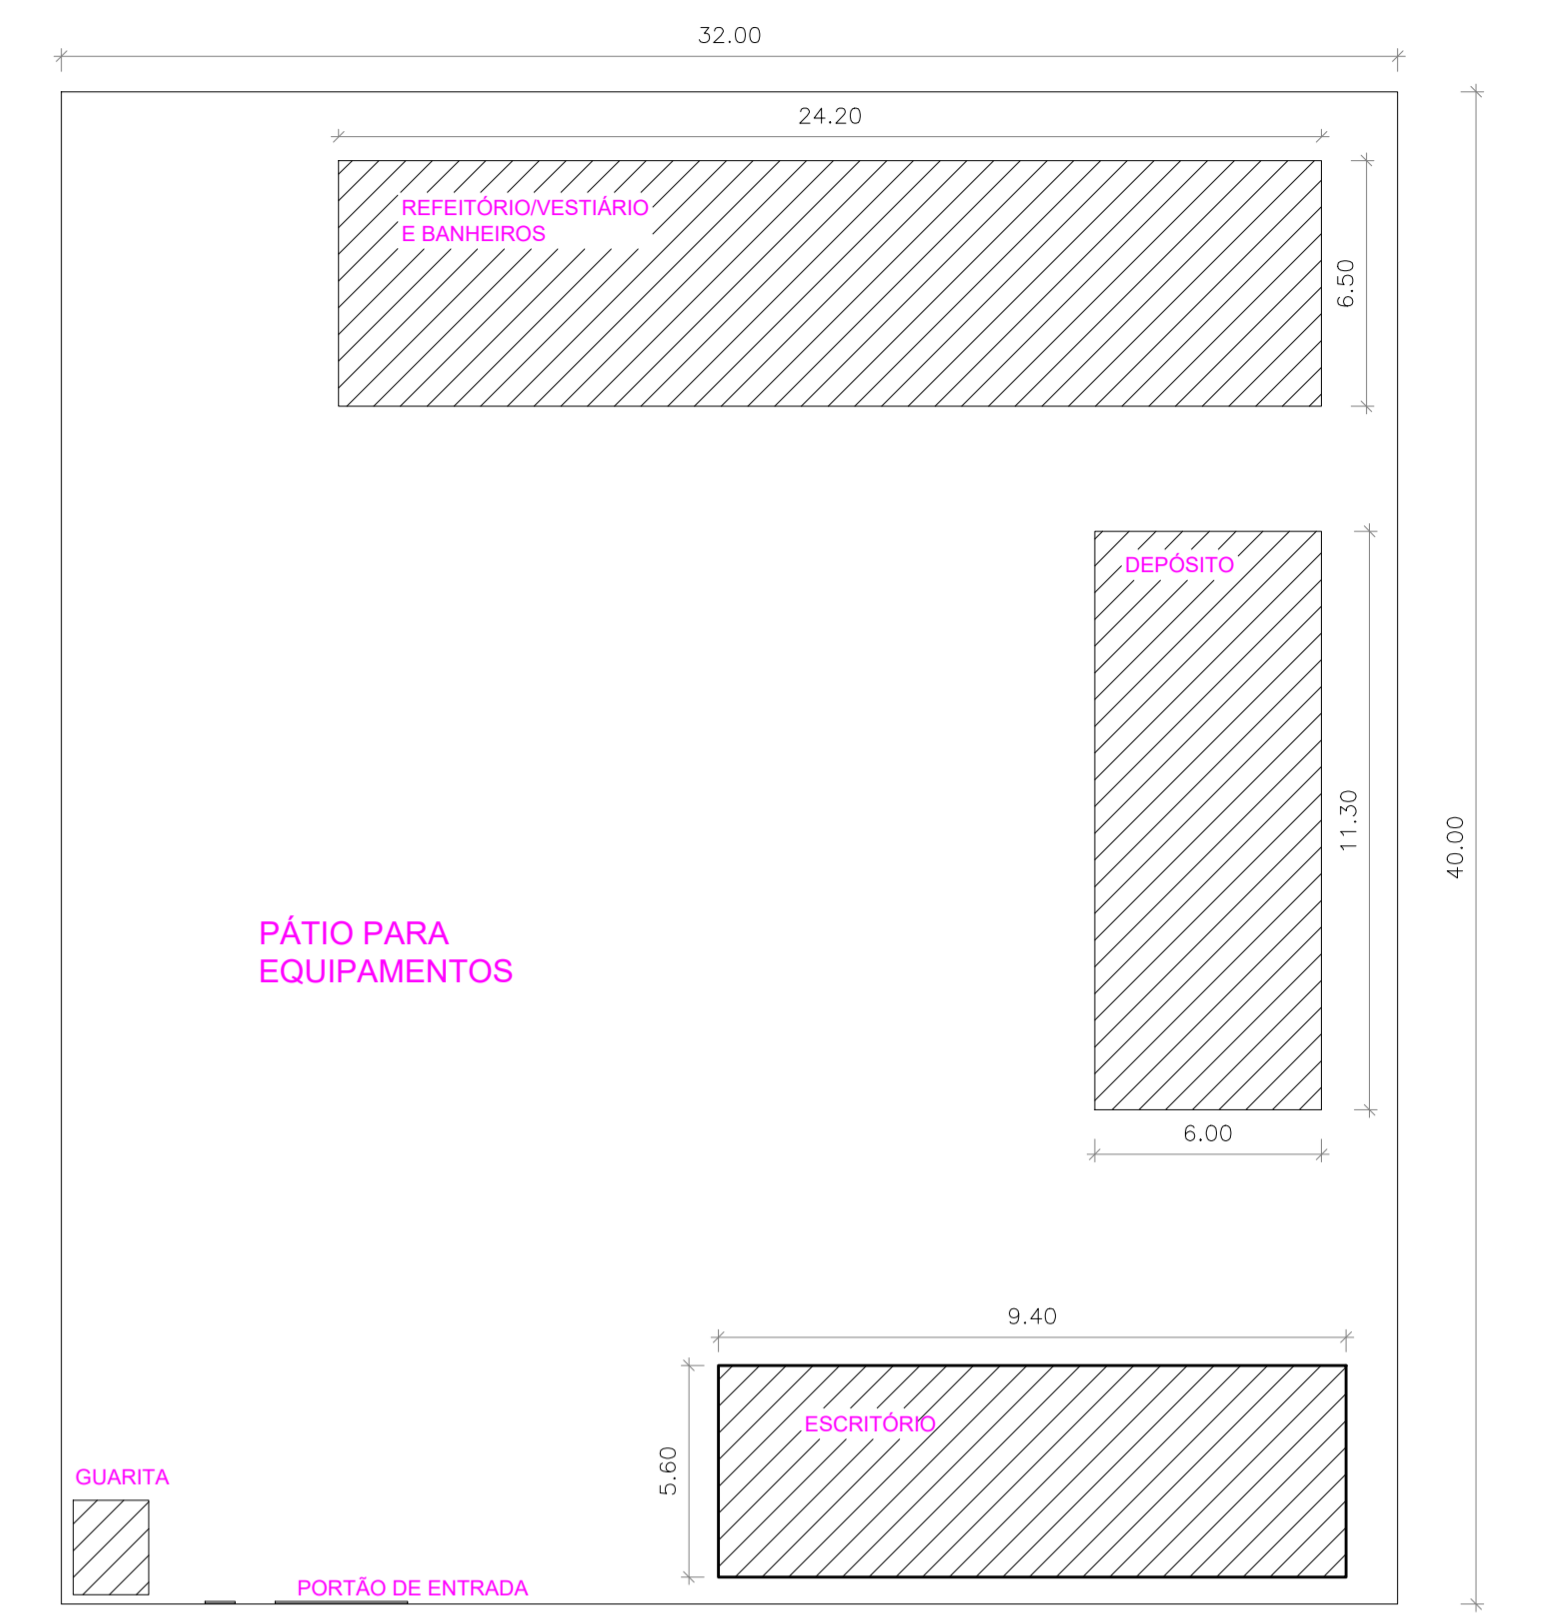 32.00
24.20
REFEITÓRIO/VESTIÁRIO
E BANHEIROS
6.50
DEPÓSITO
11.30
40.00
PÁTIO PARA
EQUIPAMENTOS
6.00
9.40
ESCRITÓRIO
5.60
GUARITA
PORTÃO DE ENTRADA